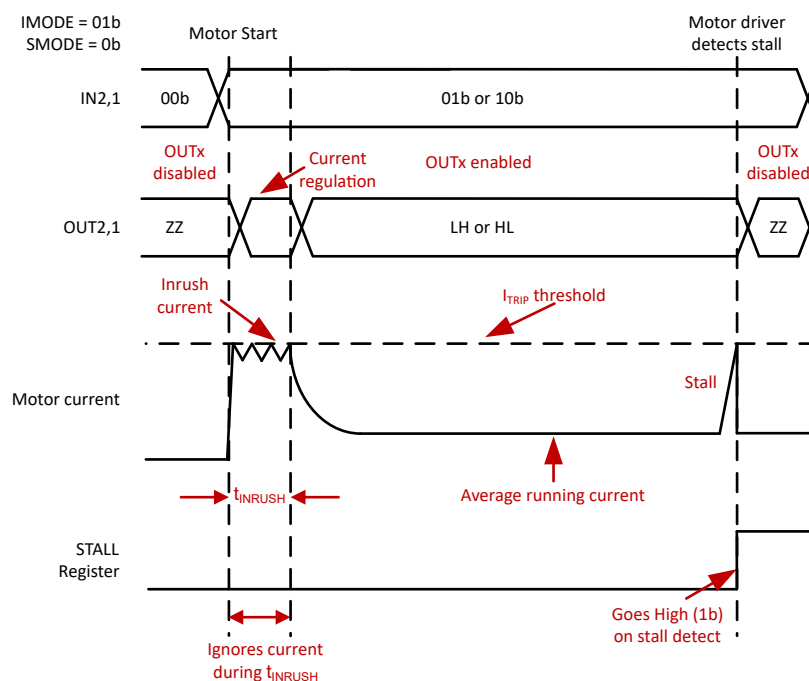 IMODE = 01b
SMODE = 0b
Motor Start
Motor driver
detects stall
IN2,1
00b
01b or 10b
OUTx
disabled
Current
regulation
OUTx enabled
OUTx
disabled
OUT2,1
ZZ
LH or HL
ZZ
Inrush
current
ITRIP threshold
Motor current
Stall
tINRUSH
Average running current
STALL
Register
Goes High (1b)
on stall detect
Ignores current
during tINRUSH